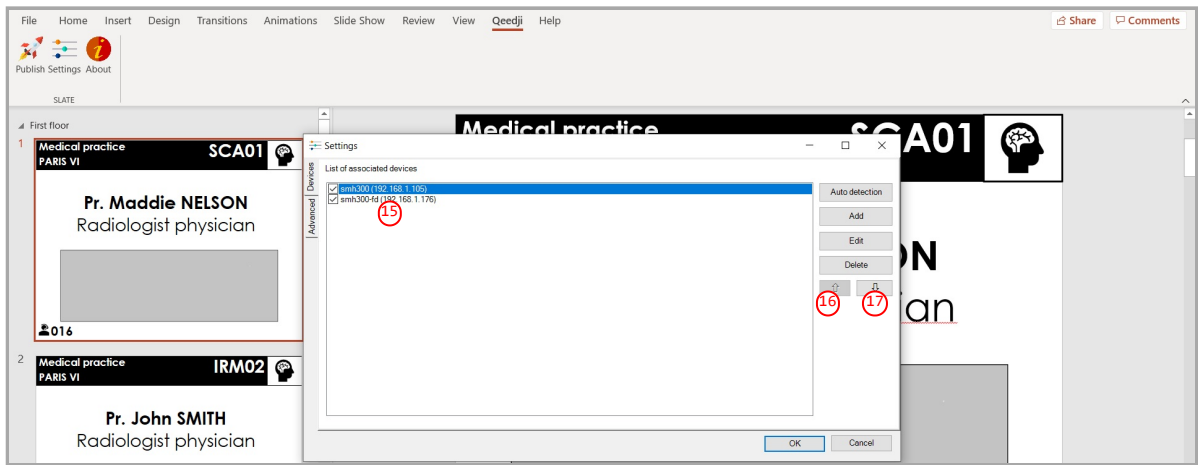 File Home Insert Design Transitions Animations Slide Show Review View Qeedji Help Share Comments
Publish Settings About
SLATE
First floor
1
Medical practice
PARIS VI
SCA01
Pr. Maddie NELSON
Radiologist physician
016
2
Medical practice
PARIS VI
IRM02
Pr. John SMITH
Radiologist physician
Medical practice
SCA01
ON
ian
Settings
Devices
Advanced
List of associated devices
smh300 (192.168.1.105)
smh300-fd (192.168.1.176)
15
Auto detection
Add
Edit
Delete
16
17
OK Cancel